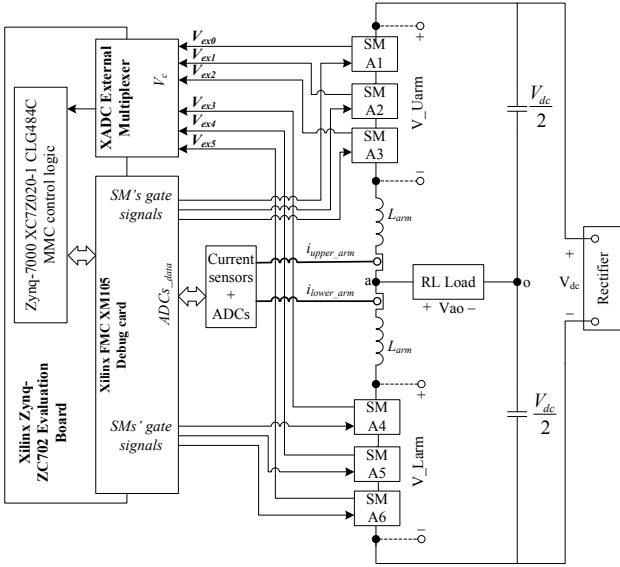 XADC External
Multiplexer
V_c
V_ex0
V_ex1
V_ex2
V_ex3
V_ex4
V_ex5
SM
A1
SM
A2
SM
A3
V_Uarm
+
−
V_dc
2
Zynq-7000 XC7Z020-1 CLG484C
MMC control logic
SM's gate
signals
L_arm
Xilinx FMC XM105
Debug card
ADCs_data
Current
sensors
+
ADCs
i_upper_arm
i_lower_arm
a
RL Load
+ Vao −
o
+
V_dc
−
Rectifier
L_arm
Xilinx Zynq-
ZC702 Evaluation
Board
SMs' gate
signals
+
SM
A4
SM
A5
SM
A6
V_Larm
−
V_dc
2